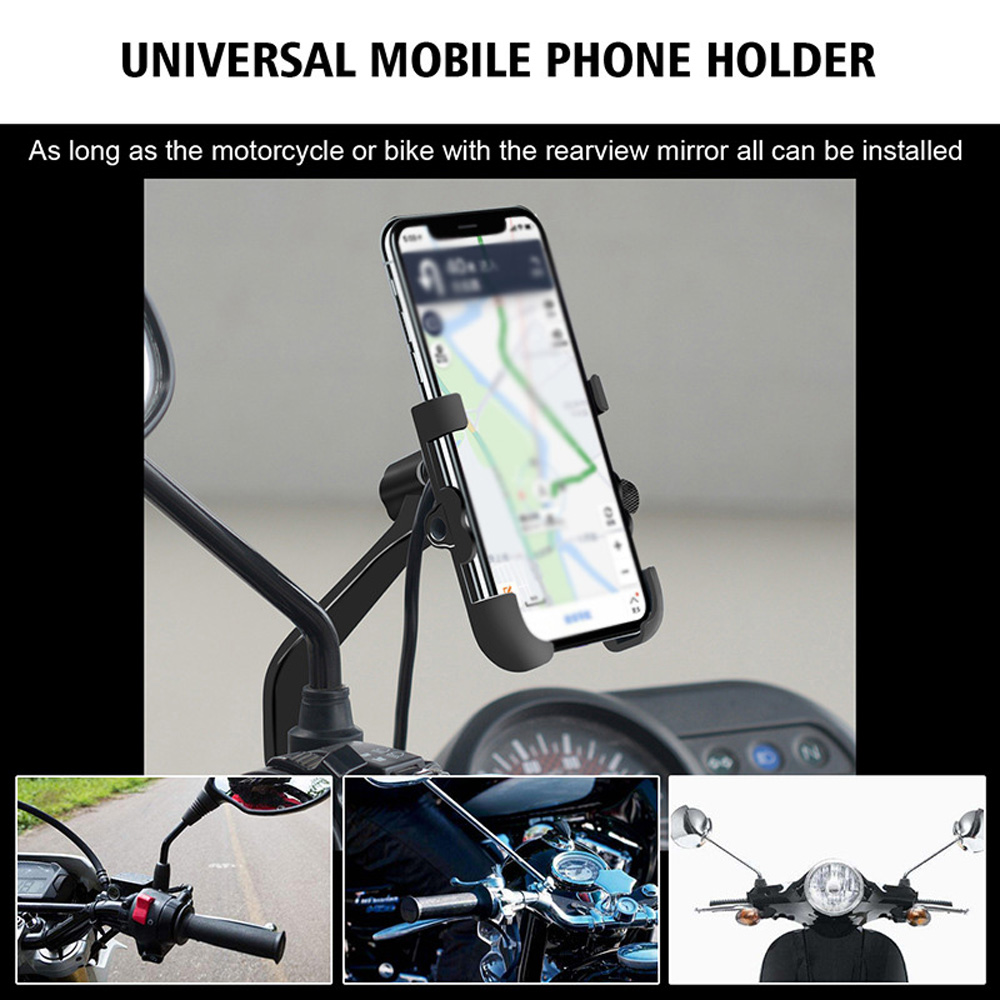 UNIVERSAL MOBILE PHONE HOLDER
As long as the motorcycle or bike with the rearview mirror all can be installed
N